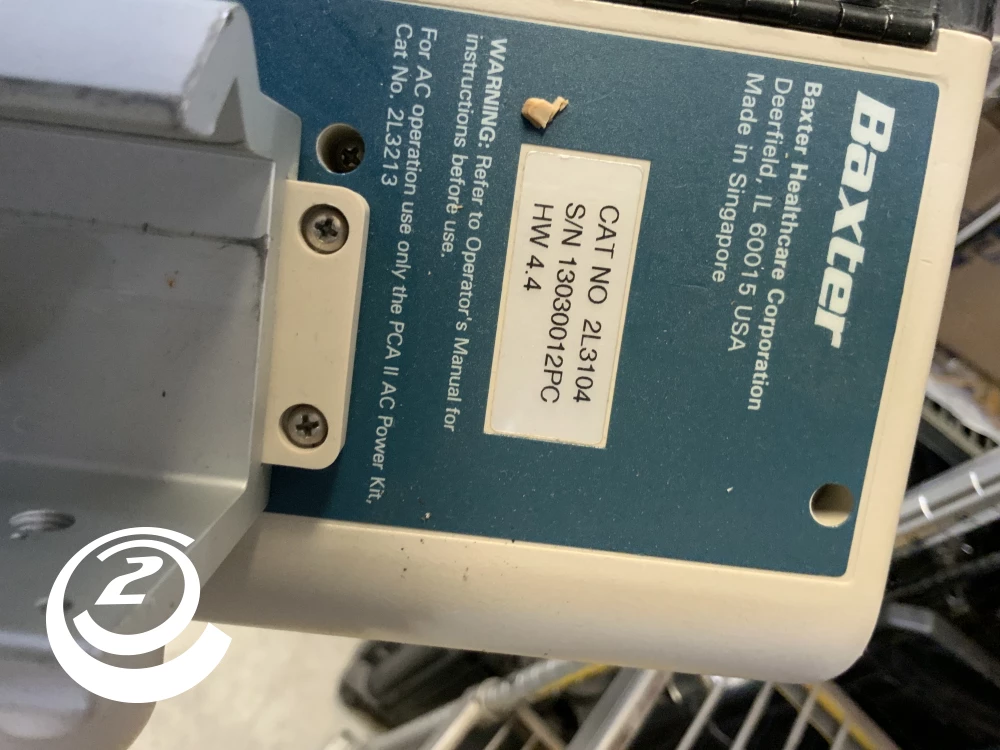 Baxter
Baxter Healthcare Corporation
Deerfield, IL 60015 USA
Made in Singapore
CAT NO 2L3104
S/N 13030012PC
HW 4.4
WARNING: Refer to Operator's Manual for
instructions before use.
For AC operation use only the PCA II AC Power Kit,
Cat No. 2L3213
2